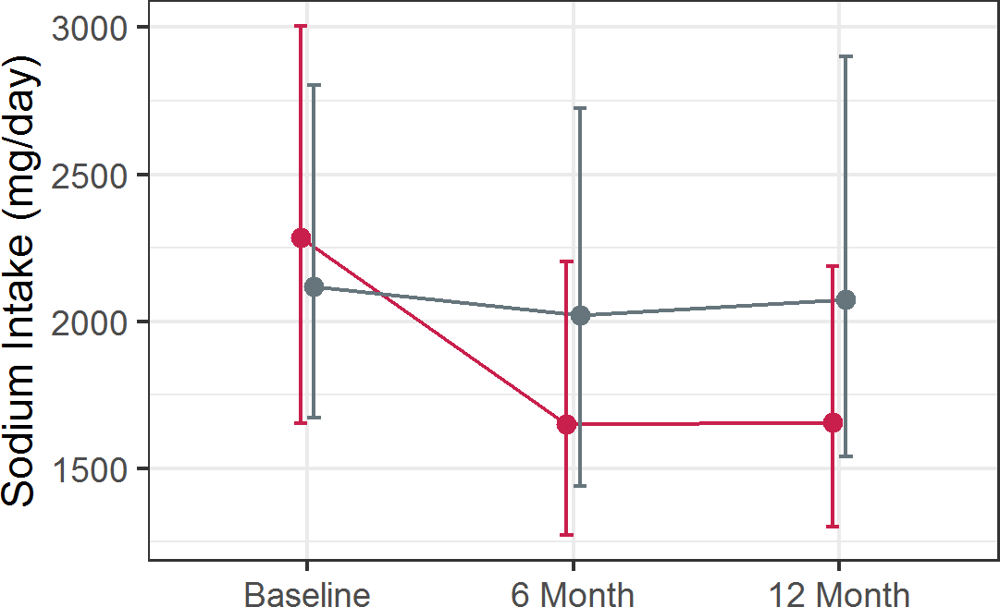 Sodium Intake (mg/day)
3000
2500
2000
1500
Baseline
6 Month
12 Month